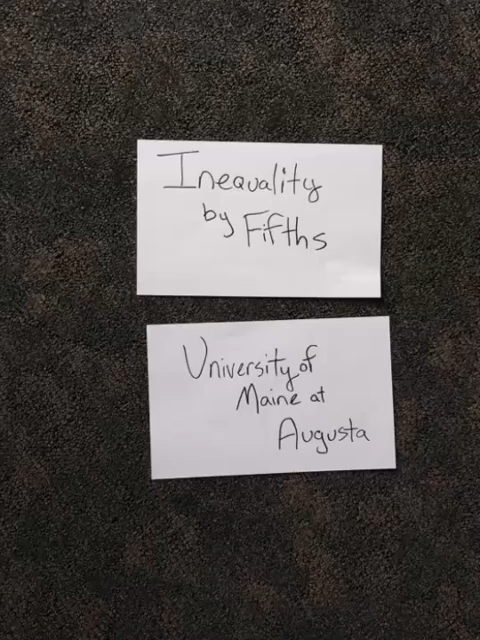 Inequality
by Fifths
University of
Maine at
Augusta